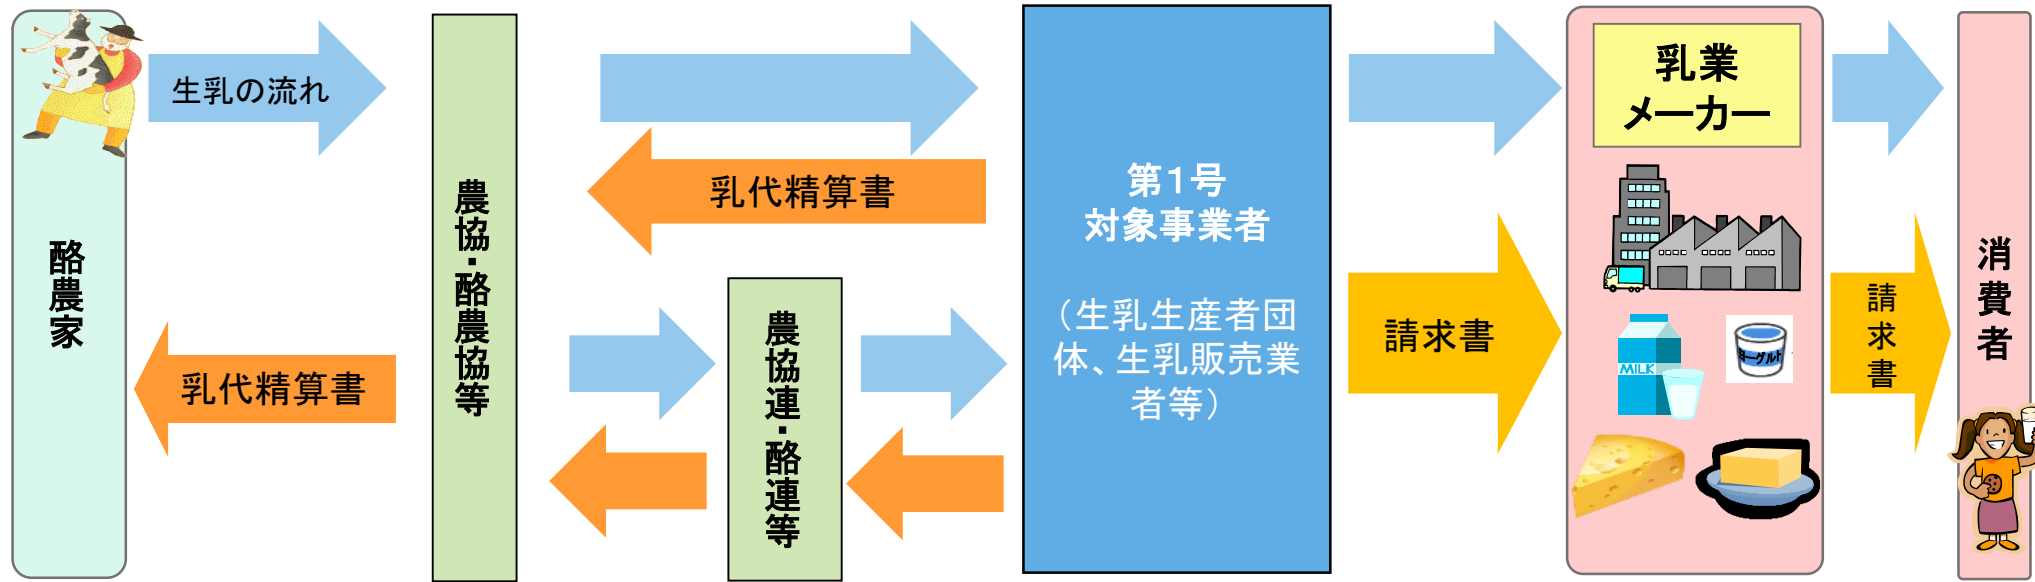 酪農家
生乳の流れ
乳代精算書
農協・酪農協等
乳代精算書
農協連・酪連等
第１号
対象事業者
（生乳生産者団
体、生乳販売業
者等）
請求書
乳業
メーカー
MILK
ヨーグルト
請求書
消費者